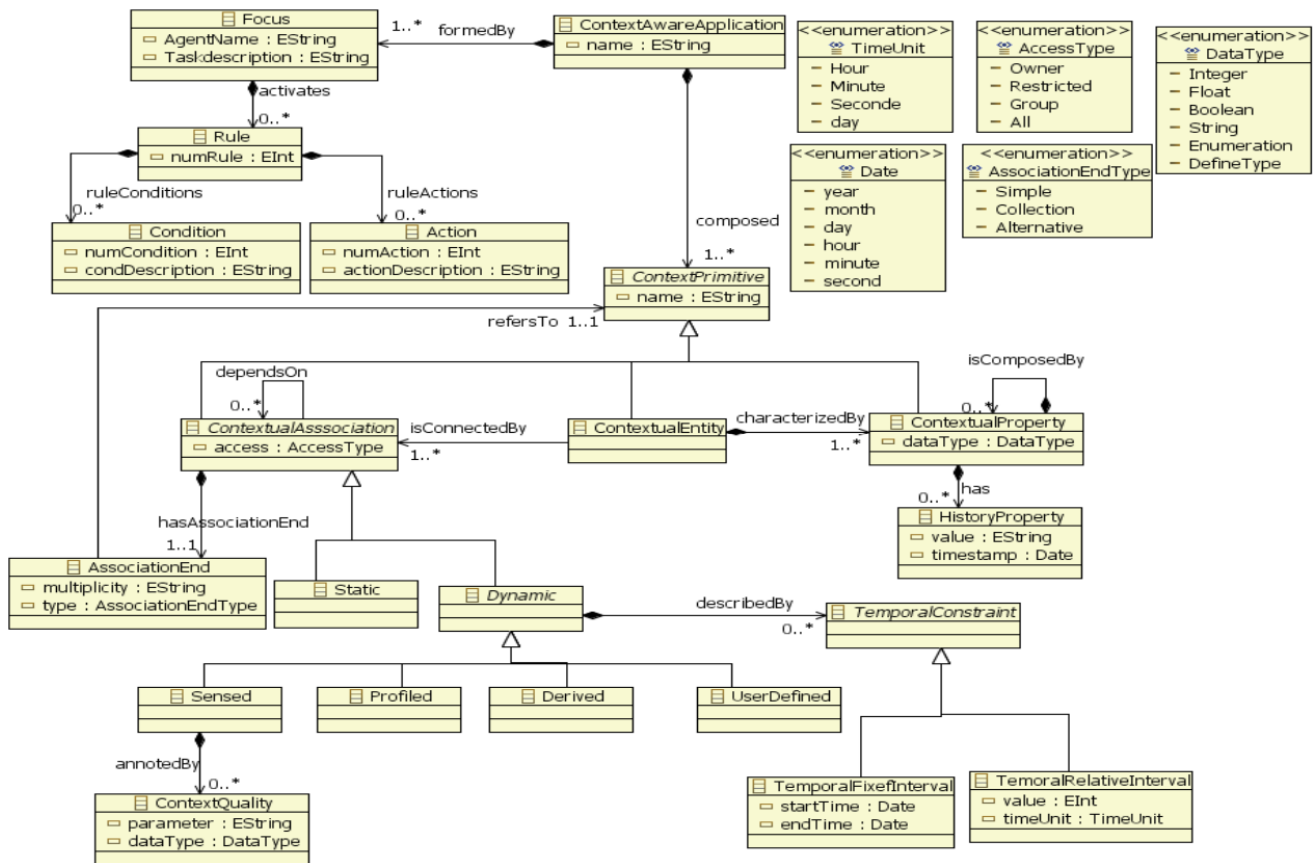 Focus
AgentName : EString
Taskdescription : EString
1..*
formedBy
ContextAwareApplication
name : EString
<<enumeration>>
TimeUnit
Hour
Minute
Seconde
day
<<enumeration>>
AccessType
Owner
Restricted
Group
All
<<enumeration>>
DataType
Integer
Float
Boolean
String
Enumeration
DefineType
activates
0..*
Rule
numRule : EInt
ruleConditions
0..*
ruleActions
0..*
Condition
numCondition : EInt
condDescription : EString
Action
numAction : EInt
actionDescription : EString
composed
1..*
<<enumeration>>
Date
year
month
day
hour
minute
second
<<enumeration>>
AssociationEndType
Simple
Collection
Alternative
ContextPrimitive
name : EString
refersTo 1..1
dependsOn
0..*
isComposedBy
0..*
ContextualAsssociation
access : AccessType
isConnectedBy
1..*
ContextualEntity
characterizedBy
1..*
ContextualProperty
dataType : DataType
has
0..*
HistoryProperty
value : EString
timestamp : Date
hasAssociationEnd
1..1
AssociationEnd
multiplicity : EString
type : AssociationEndType
Static
Dynamic
describedBy
0..*
TemporalConstraint
Sensed
Profiled
Derived
UserDefined
annotedBy
0..*
ContextQuality
parameter : EString
dataType : DataType
TemporalFixefInterval
startTime : Date
endTime : Date
TemoralRelativeInterval
value : EInt
timeUnit : TimeUnit